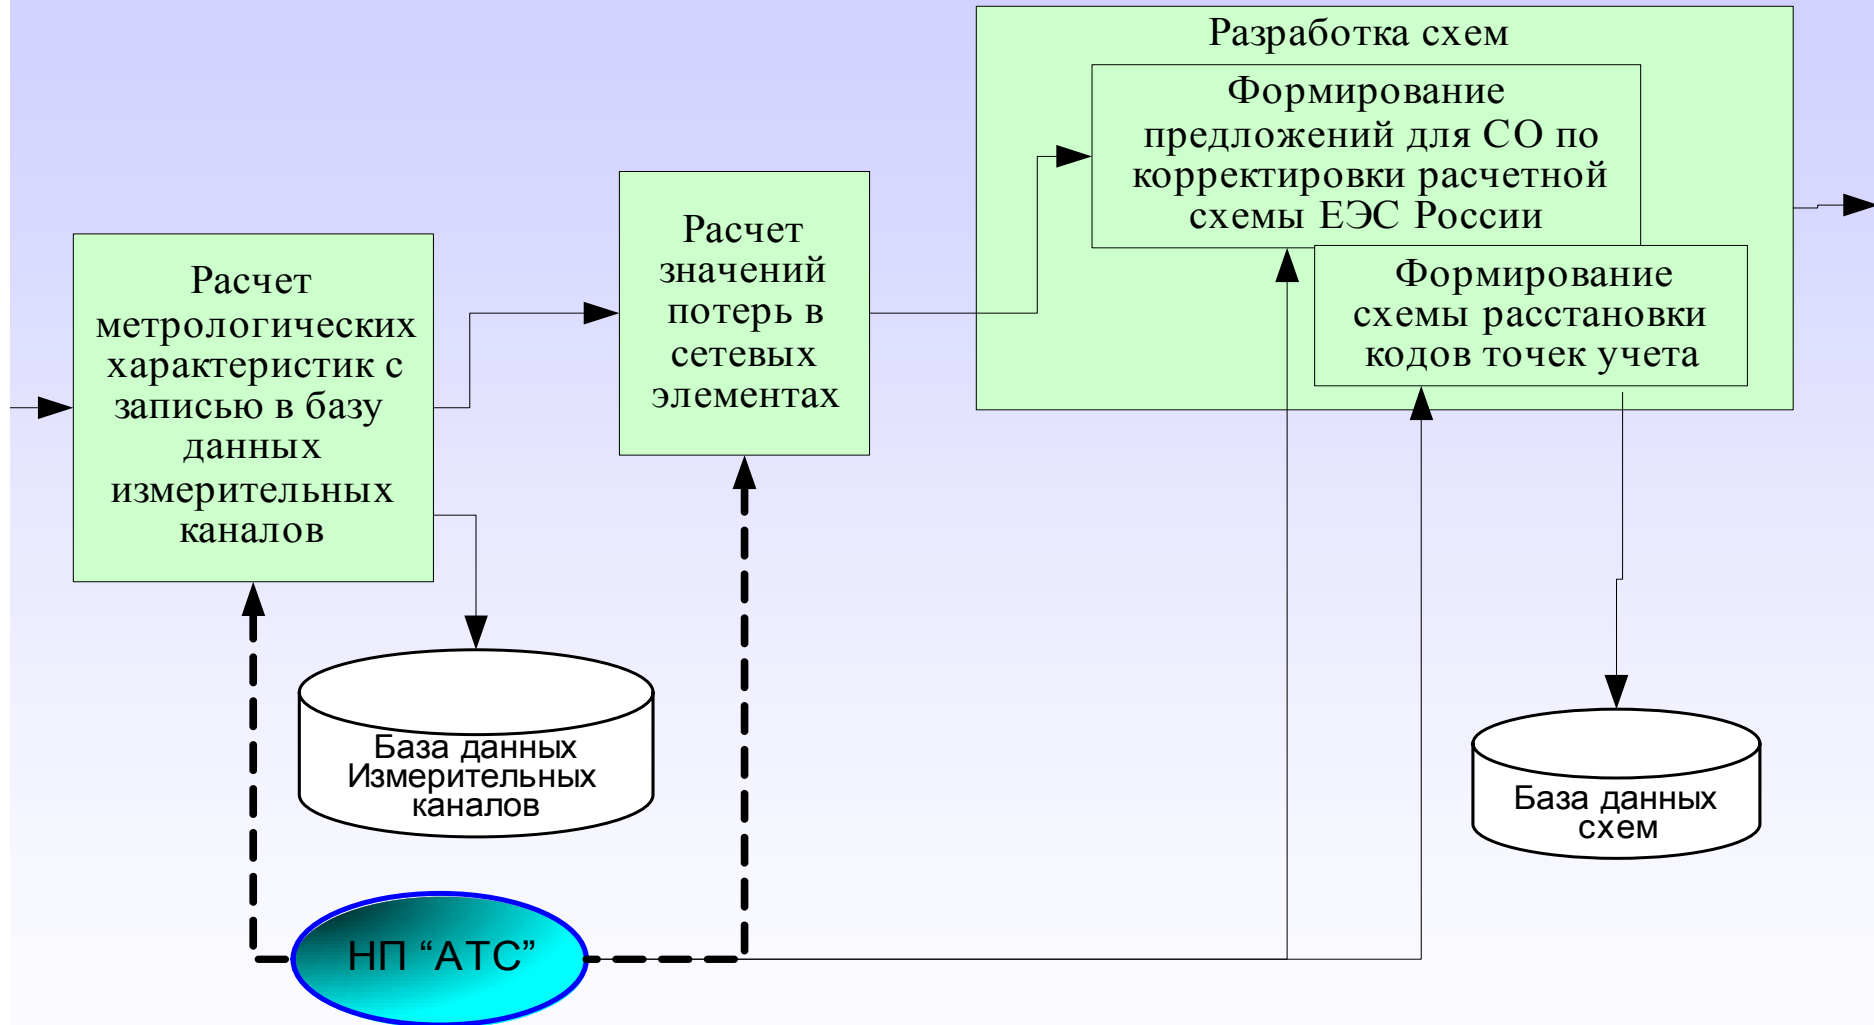 Разработка схем
Формирование
предложений для СО по
корректировки расчетной
схемы ЕЭС России
Формирование
схемы расстановки
кодов точек учета
Расчет
значений
потерь в
сетевых
элементах
Расчет
метрологических
характеристик с
записью в базу
данных
измерительных
каналов
База данных
Измерительных
каналов
База данных
схем
НП “АТС”